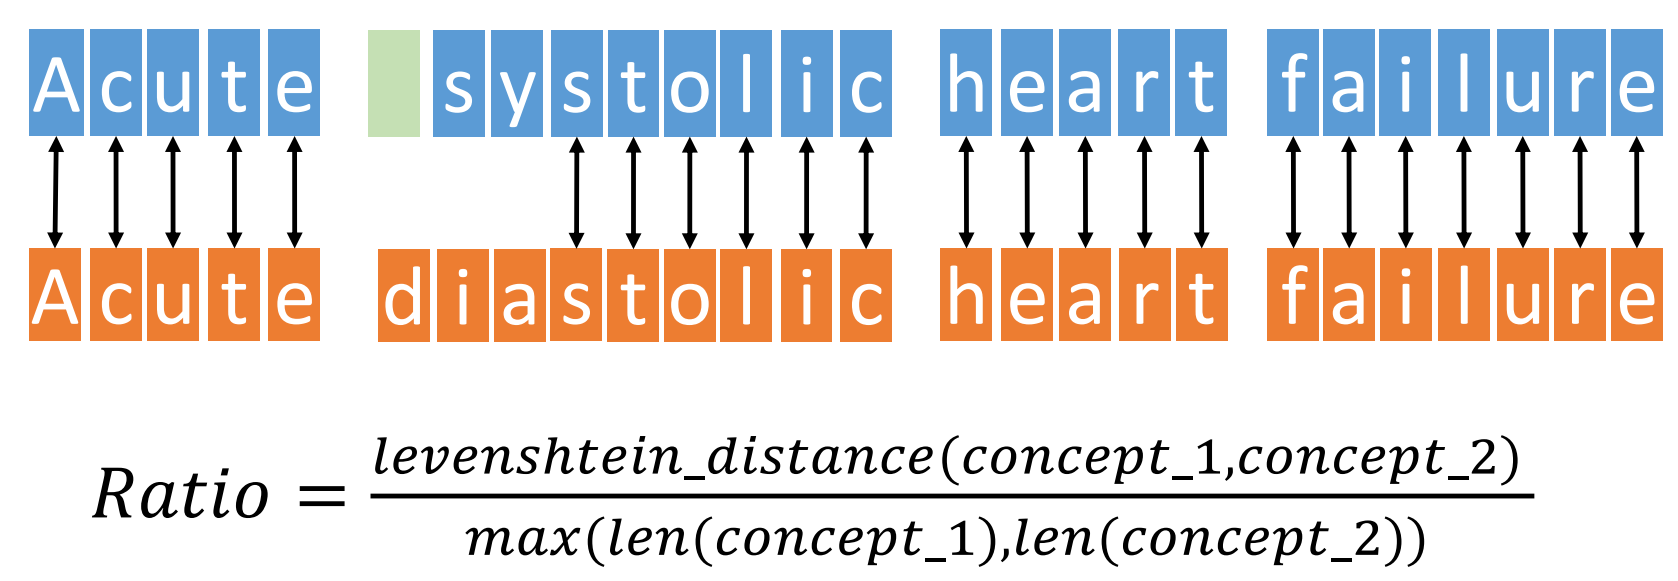 Acute systolic heart failure
Acute diastolic heart failure
Ratio = levenshtein_distance(concept_1,concept_2)
max(len(concept_1),len(concept_2))